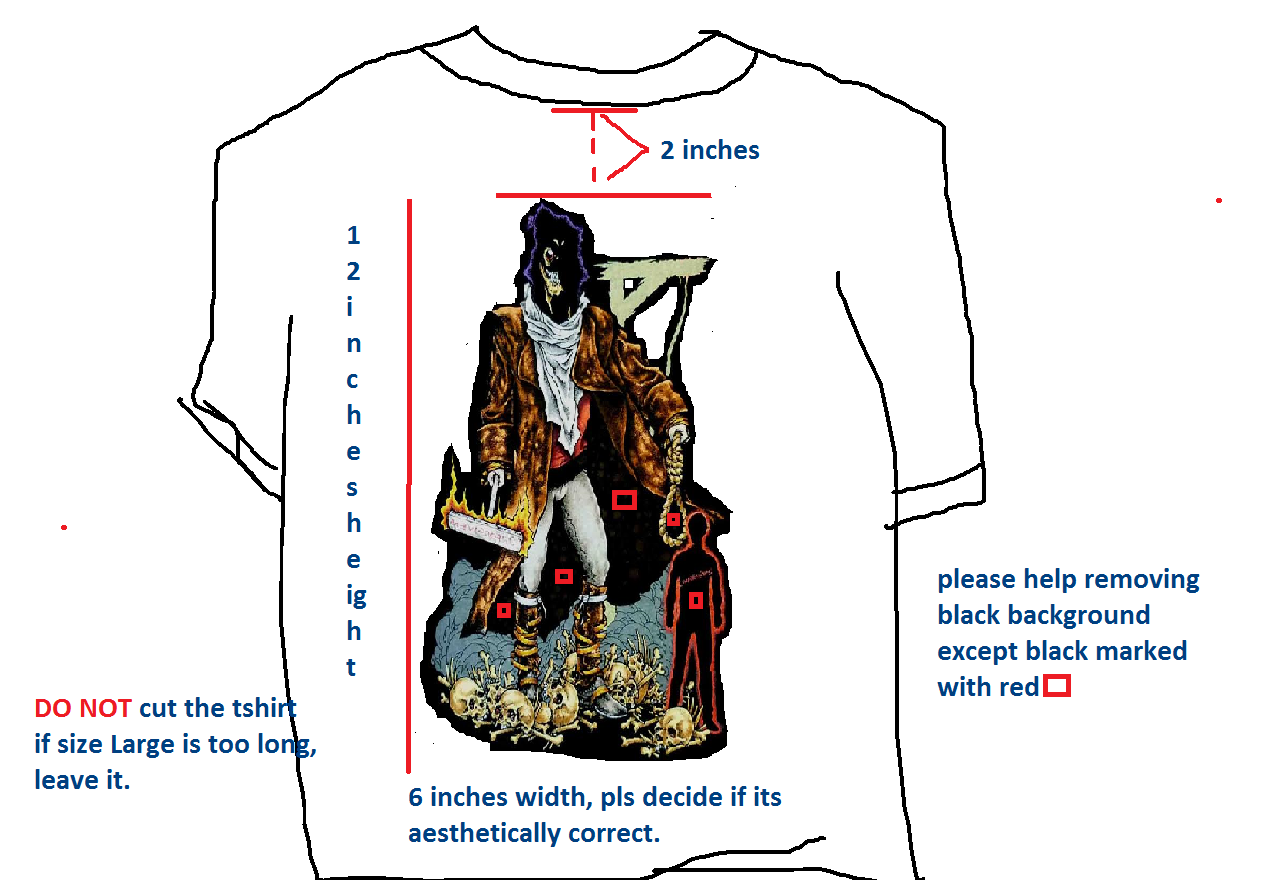 2 inches
1
2
i
n
c
h
e
s
h
e
ig
h
t
please help removing
black background
except black marked
with red
DO NOT cut the tshirt
if size Large is too long,
leave it.
6 inches width, pls decide if its
aesthetically correct.